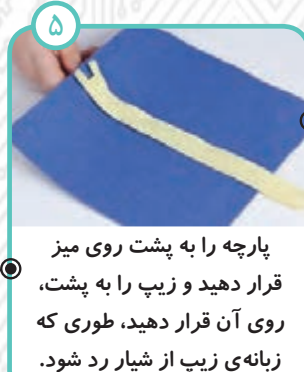 ۵
پارچه را به پشت روی میز
قرار دهید و زیپ را به پشت،
روی آن قرار دهید، طوری که
زبانه‌ی زیپ از شیار رد شود.